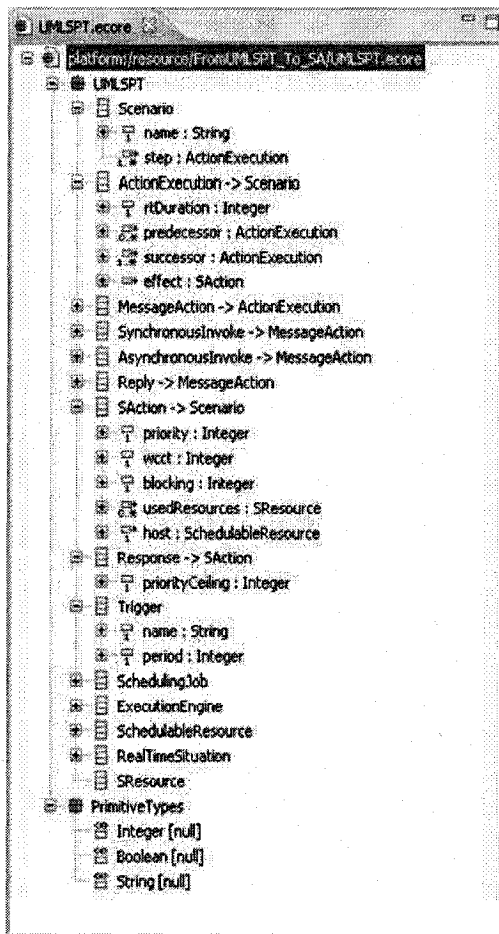 UMLSPT.ecore
platform:/resource/FromUMLSPT_To_SA/UMLSPT.ecore
UMLSPT
Scenario
name : String
step : ActionExecution
ActionExecution -> Scenario
rtDuration : Integer
predecessor : ActionExecution
successor : ActionExecution
effect : SAction
MessageAction -> ActionExecution
SynchronousInvoke -> MessageAction
AsynchronousInvoke -> MessageAction
Reply -> MessageAction
SAction -> Scenario
priority : Integer
wcct : Integer
blocking : Integer
usedResources : SResource
host : SchedulableResource
Response -> SAction
priorityCeiling : Integer
Trigger
name : String
period : Integer
SchedulingJob
ExecutionEngine
SchedulableResource
RealTimeSituation
SResource
PrimitiveTypes
Integer [null]
Boolean [null]
String [null]